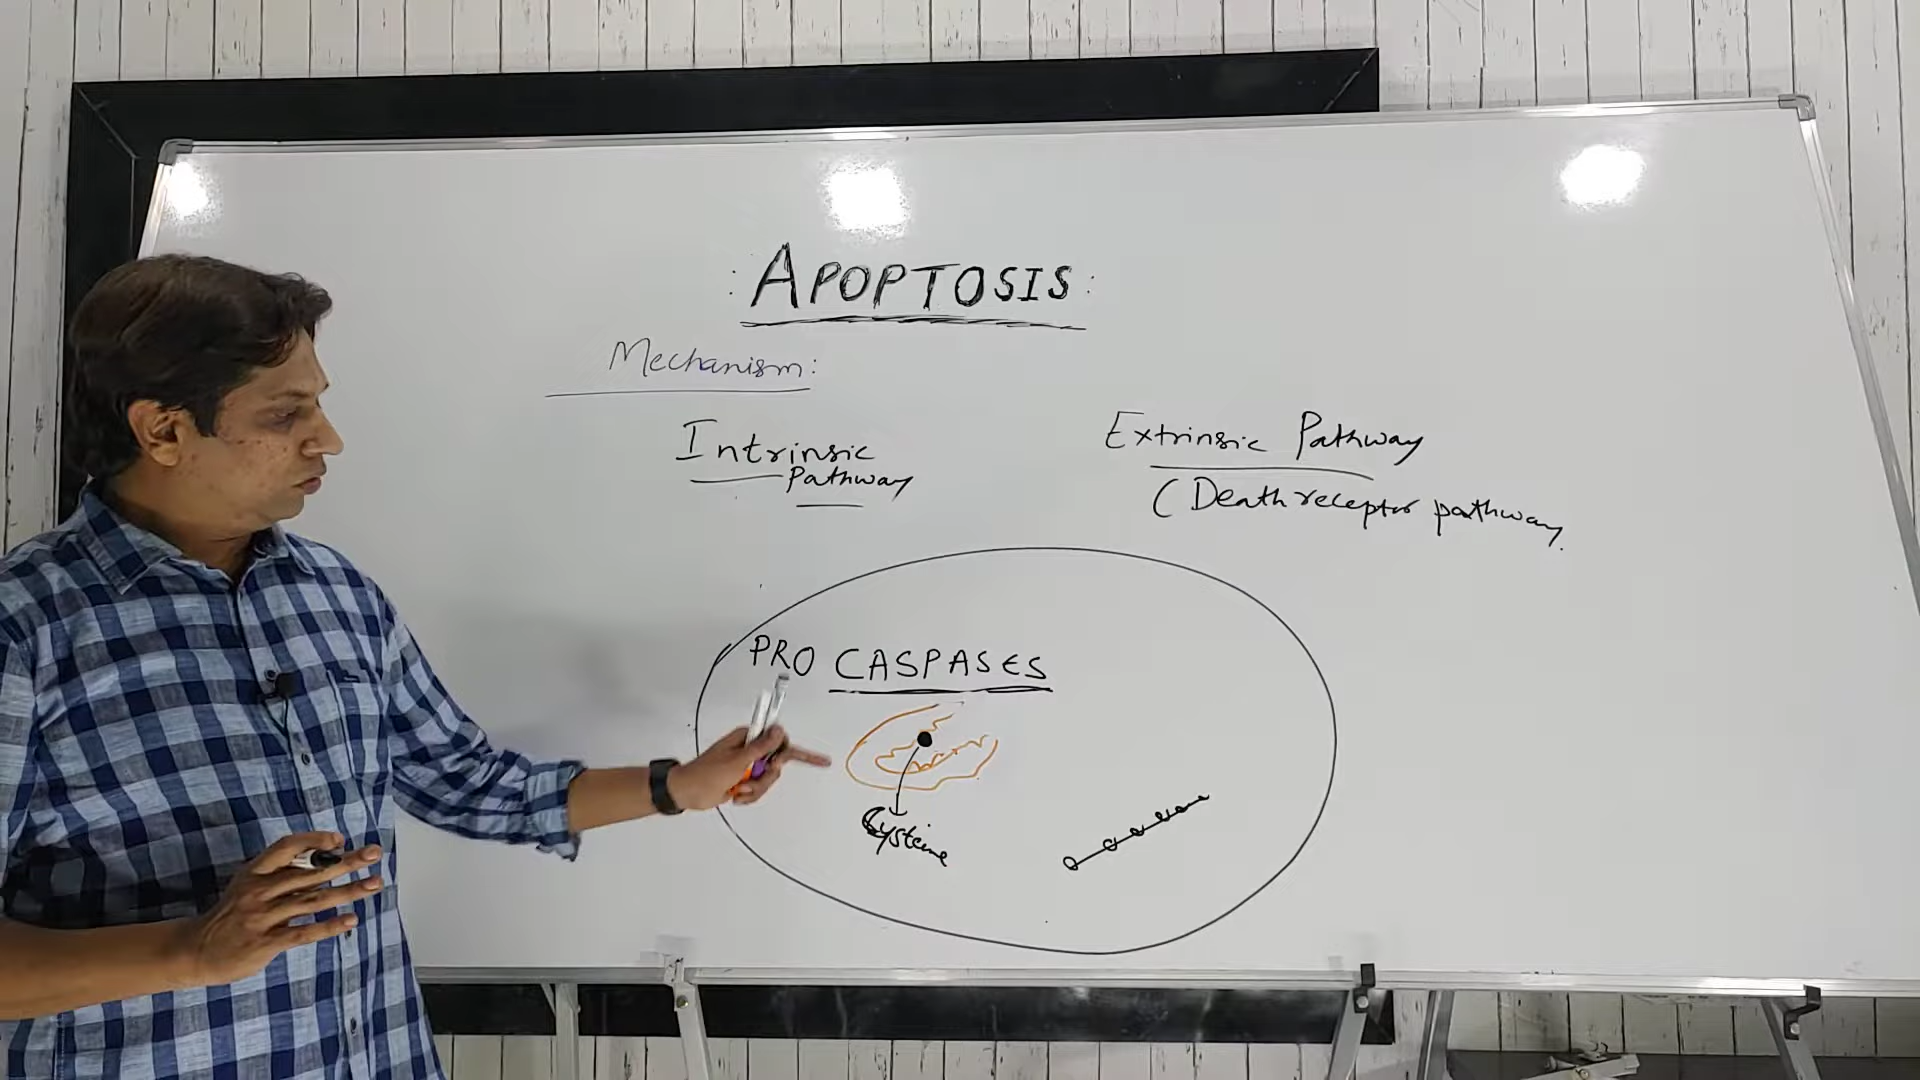 : APOPTOSIS :
Mechanism:
Intrinsic
Pathway
Extrinsic Pathway
(Death receptor pathway.
PRO CASPASES
Cysteine